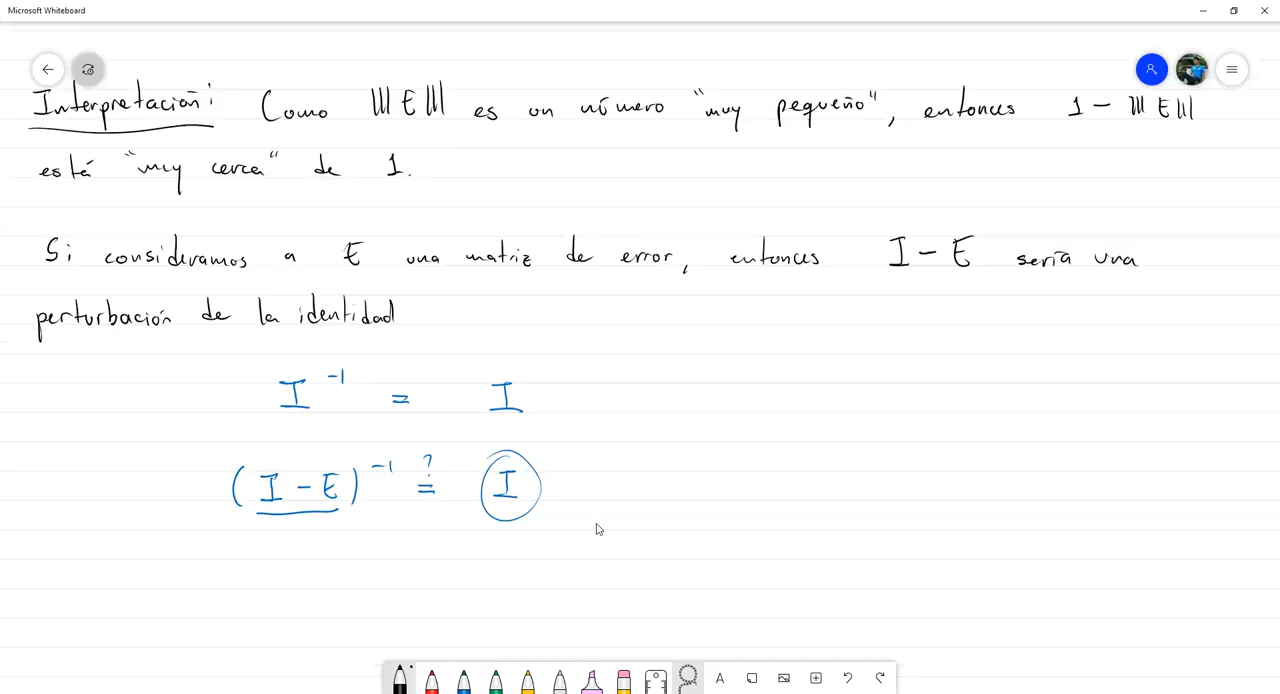 Microsoft Whiteboard
Interpretación: Como |||E||| es un número "muy pequeño", entonces 1 - |||E|||
está "muy cerca" de 1.
Si consideramos a E una matriz de error, entonces I - E sería una
perturbación de la identidad
I⁻¹ = I
(I - E)⁻¹ ≟ I
A